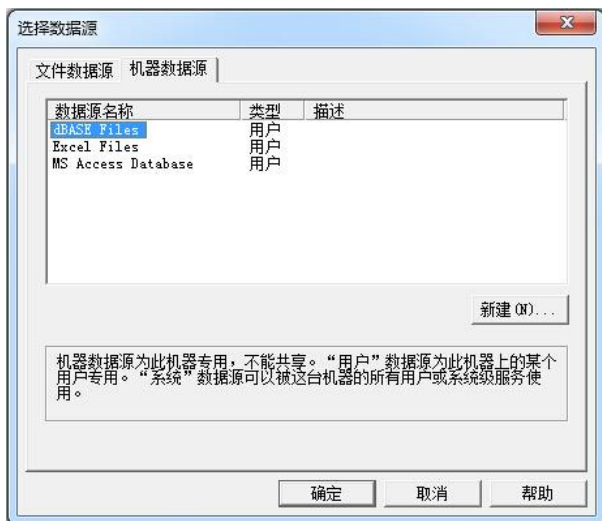 选择数据源
文件数据源 机器数据源
数据源名称 类型 描述
dBASE Files 用户
Excel Files 用户
MS Access Database 用户
新建(N)...
机器数据源为此机器专用，不能共享。“用户”数据源为此机器上的某个
用户专用。“系统”数据源可以被这台机器的所有用户或系统级服务使
用。
确定 取消 帮助